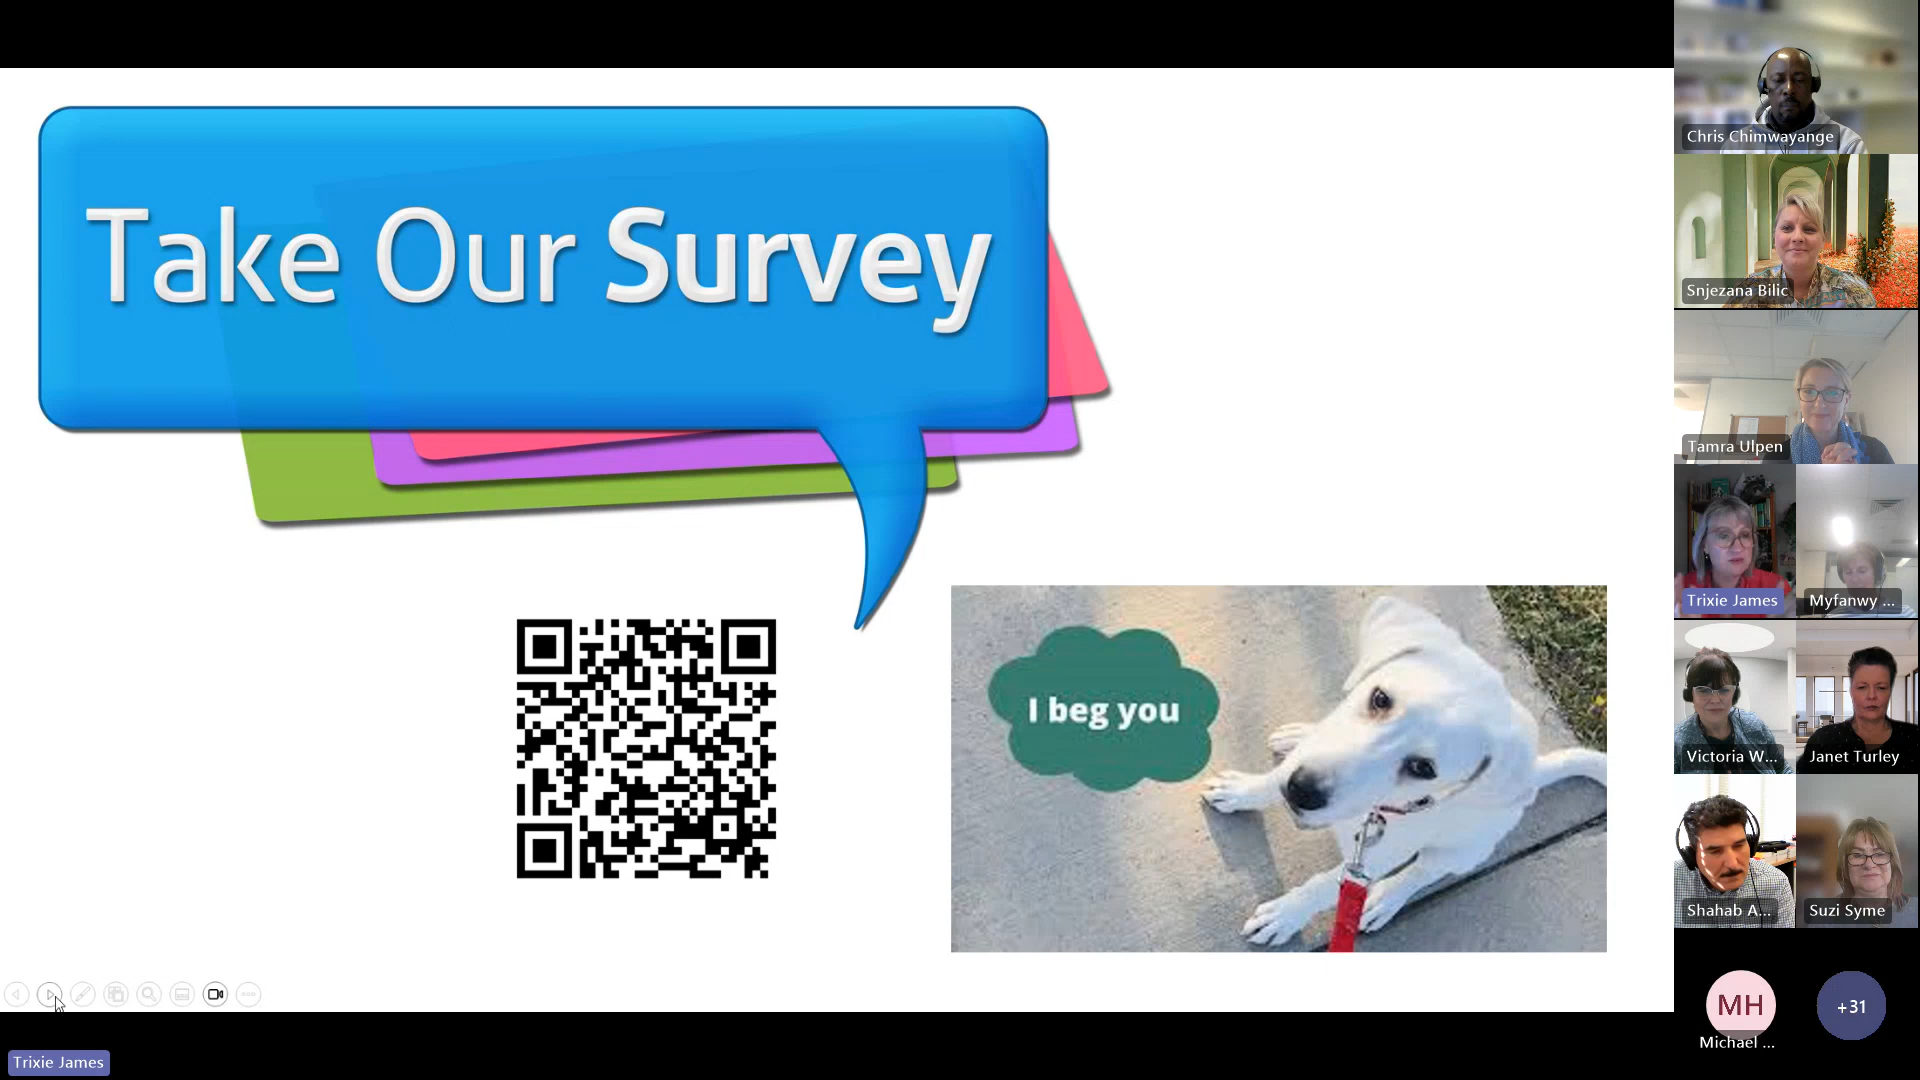 Take Our Survey
I beg you
Chris Chimwayange
Snjezana Bilic
Tamra Ulpen
Trixie James
Myfanwy ...
Victoria W...
Janet Turley
Shahab A...
Suzi Syme
MH
Michael ...
+31
Trixie James